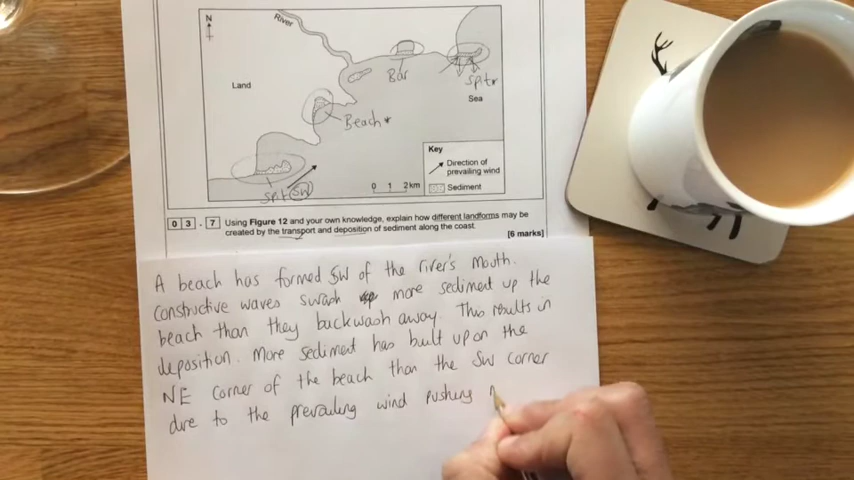 N
River
Bar
Spit*
Land
Sea
Beach*
Key
Direction of
prevailing wind
0 1 2km
Sediment
Spit SW
0 3 . 7 Using Figure 12 and your own knowledge, explain how different landforms may be
created by the transport and deposition of sediment along the coast.
[6 marks]
A beach has formed SW of the river's mouth.
Constructive waves swash more sediment up the
beach than they backwash away. This results in
deposition. More sediment has built up on the
NE corner of the beach than the SW corner
due to the prevailing wind pushing